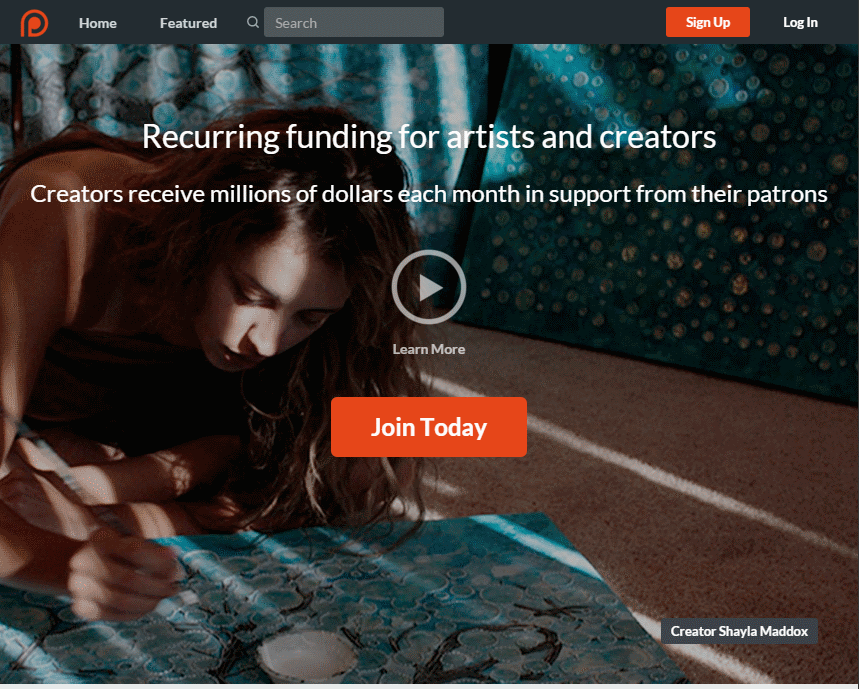 Home Featured Search Sign Up Log In
Recurring funding for artists and creators
Creators receive millions of dollars each month in support from their patrons
Learn More
Join Today
Creator Shayla Maddox